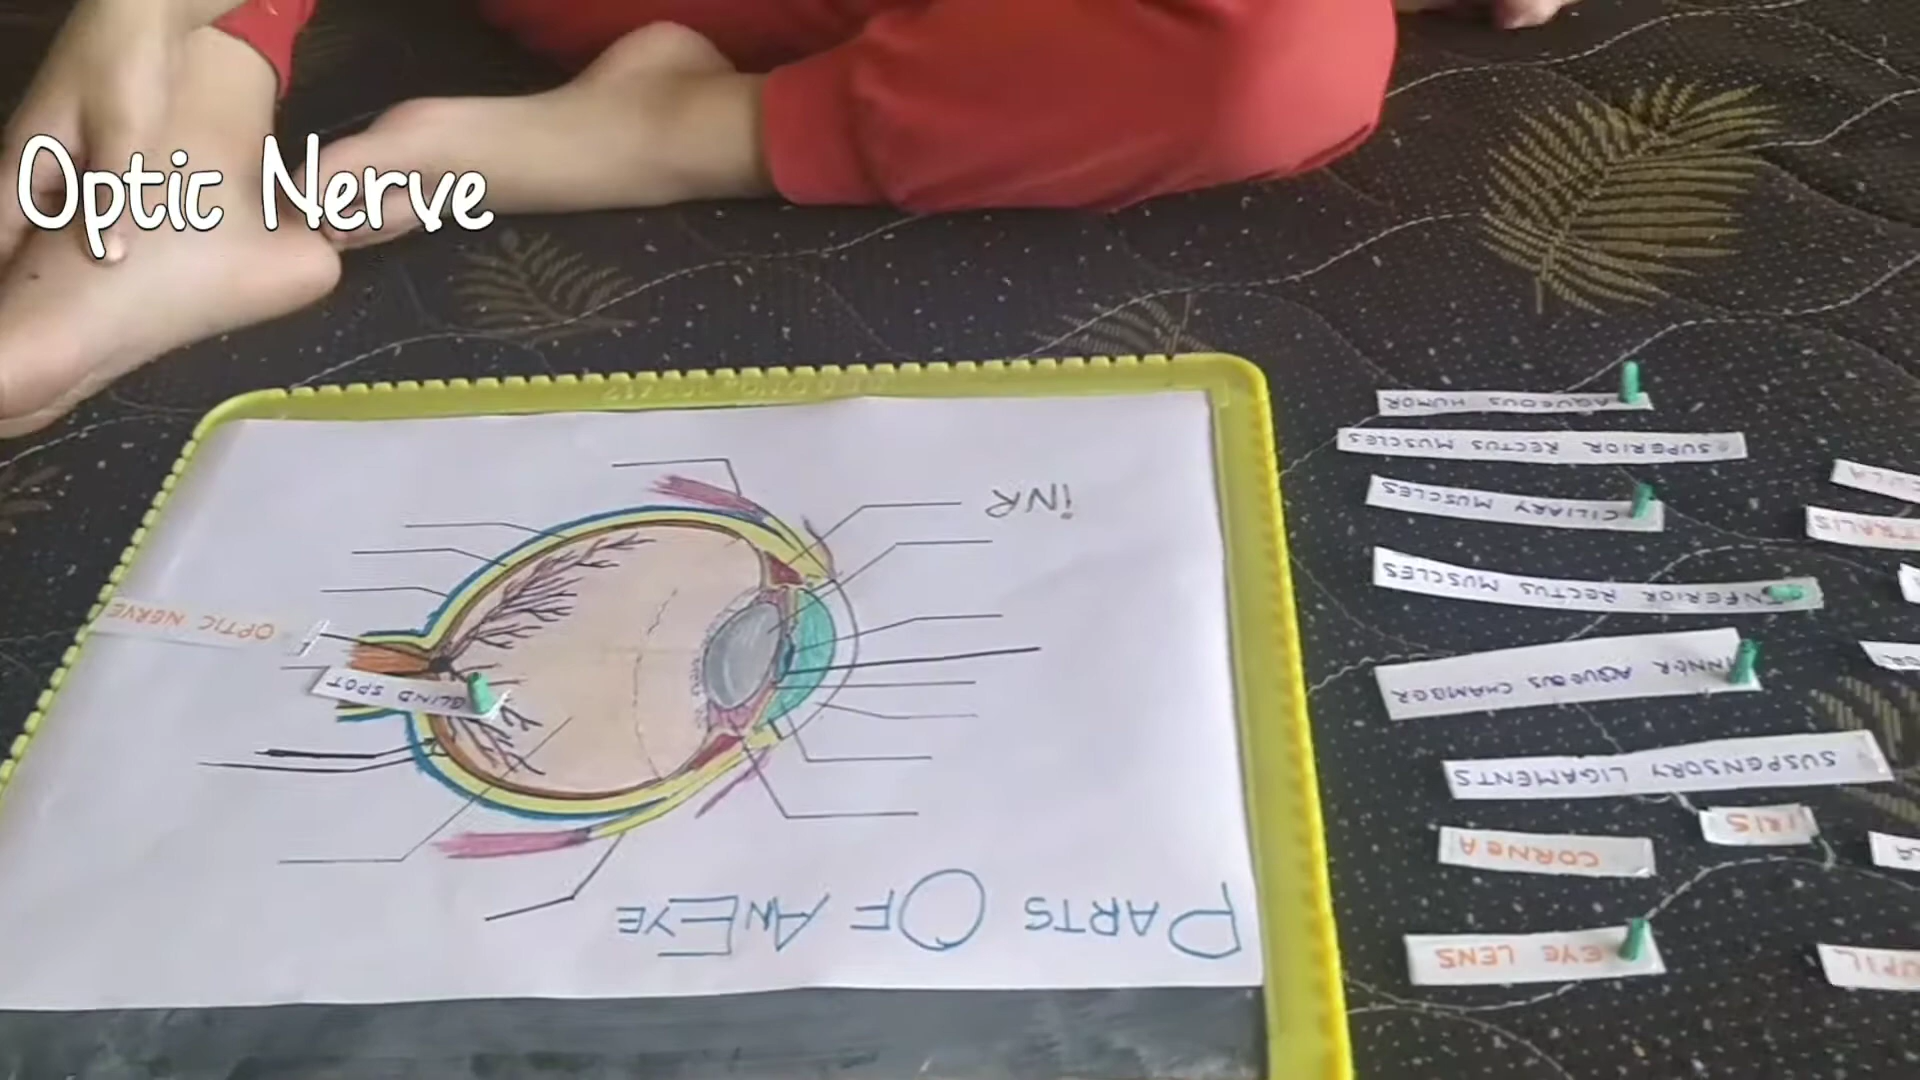 Optic Nerve
PARTS OF AN EYE
iNR
OPTIC NERVE
BLIND SPOT
AQUEOUS HUMOR
SUPERIOR RECTUS MUSCLES
CILIARY MUSCLES
INFERIOR RECTUS MUSCLES
INNER AQUEOUS CHAMBER
SUSPENSORY LIGAMENTS
IRIS
CORNEA
EYE LENS